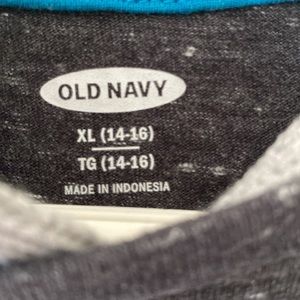 OLD NAVY
XL (14-16)
TG (14-16)
MADE IN INDONESIA